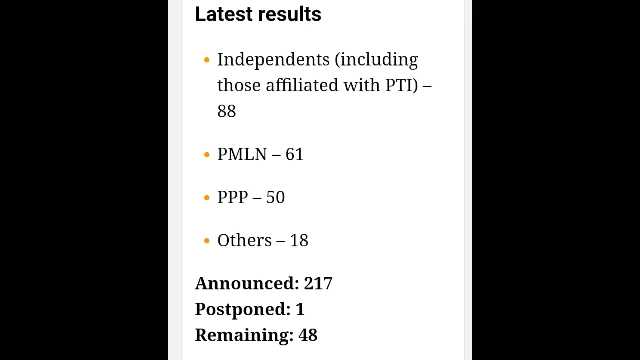 Latest results
• Independents (including
those affiliated with PTI) –
88
• PMLN – 61
• PPP – 50
• Others – 18
Announced: 217
Postponed: 1
Remaining: 48